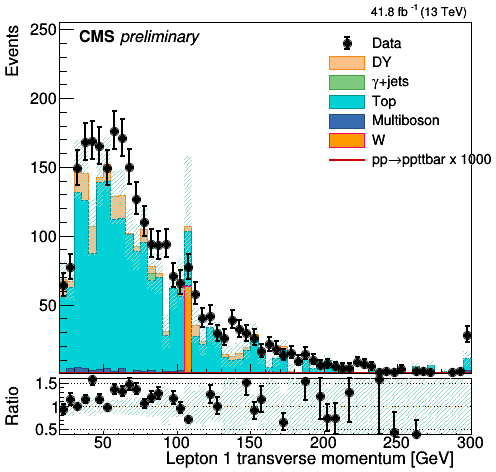 41.8 fb⁻¹ (13 TeV)
CMS preliminary
Events
250
200
150
100
50
Data
DY
γ+jets
Top
Multiboson
W
pp→ppttbar x 1000
Ratio
1.5
1
0.5
50 100 150 200 250 300
Lepton 1 transverse momentum [GeV]